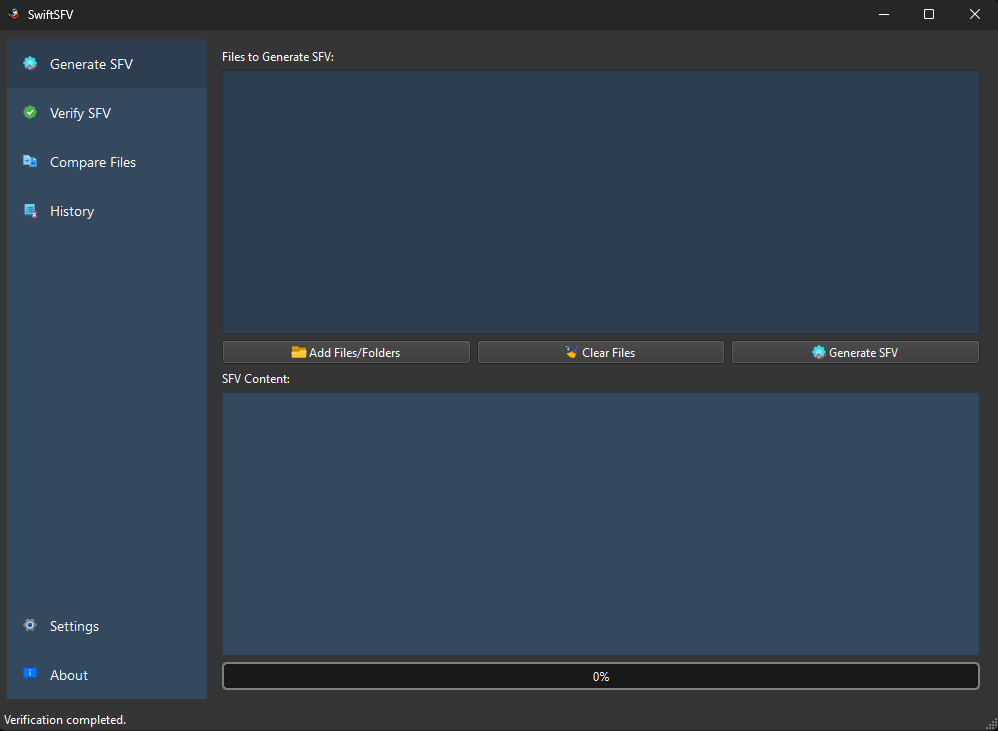 SwiftSFV
Generate SFV
Verify SFV
Compare Files
History
Settings
About
Files to Generate SFV:
Add Files/Folders
Clear Files
Generate SFV
SFV Content:
0%
Verification completed.